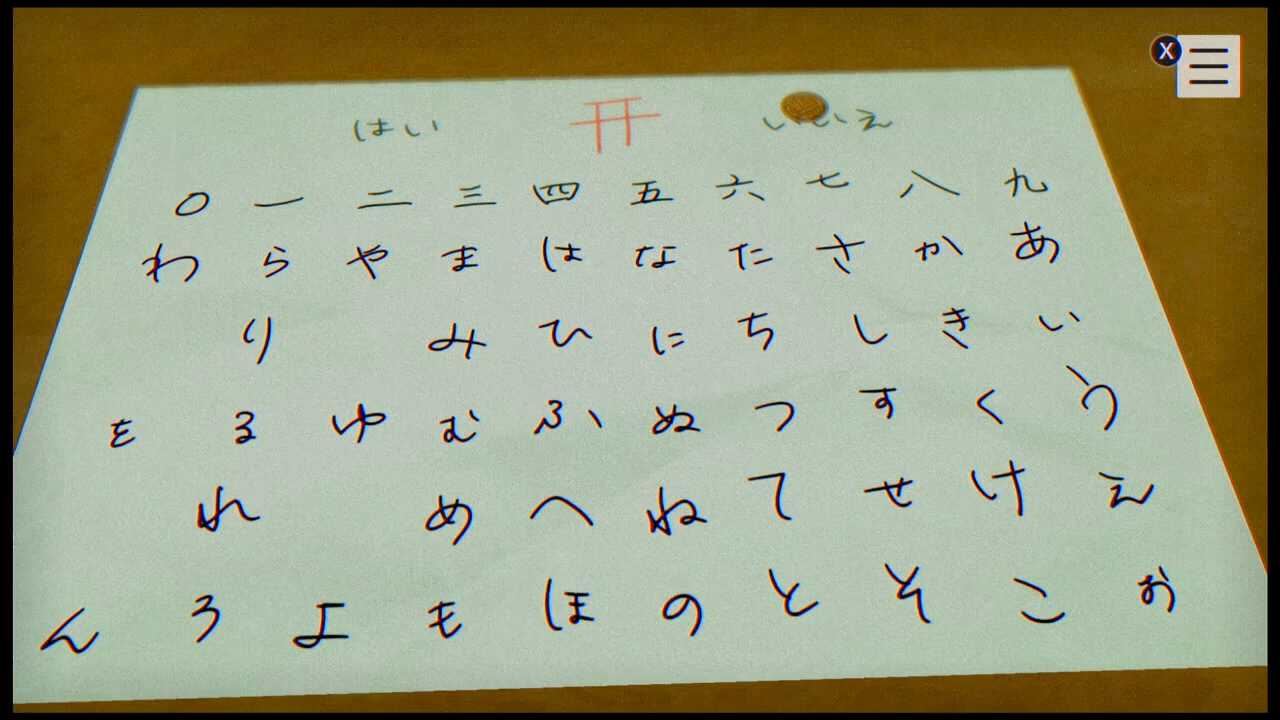 X
はい いいえ
〇 一 二 三 四 五 六 七 八 九
わ ら や ま は な た さ か あ
り み ひ に ち し き い
を る ゆ む ふ ぬ つ す く う
れ め へ ね て せ け え
ん ろ よ も ほ の と そ こ お